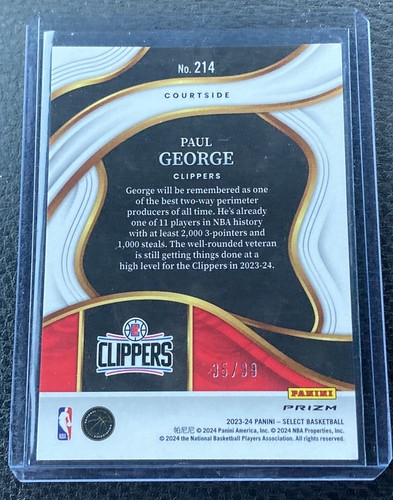 No. 214
COURTSIDE
PAUL
GEORGE
CLIPPERS
George will be remembered as one
of the best two-way perimeter
producers of all time. He's already
one of 11 players in NBA history
with at least 2,000 3-pointers and
1,000 steals. The well-rounded veteran
is still getting things done at a
high level for the Clippers in 2023-24.
CLIPPERS
35/99
PANINI
PRIZM
2023-24 PANINI – SELECT BASKETBALL
帕尼尼 © 2024 Panini America, Inc. © 2024 NBA Properties, Inc.
© 2024 the National Basketball Players Association. All rights reserved.